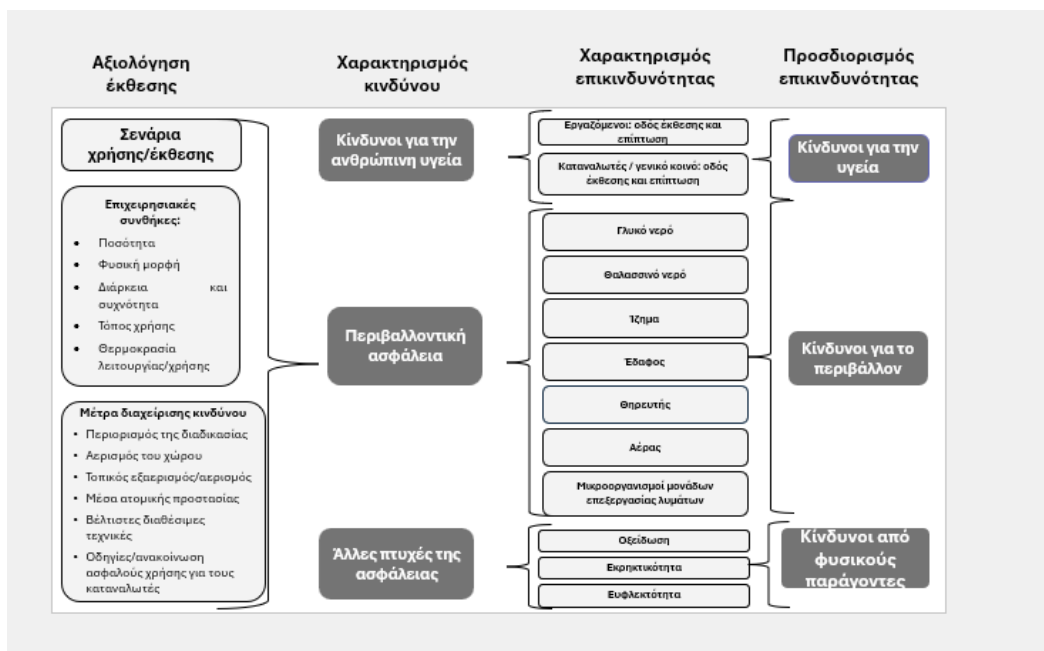 Αξιολόγηση
έκθεσης
Χαρακτηρισμός
κινδύνου
Χαρακτηρισμός
επικινδυνότητας
Προσδιορισμός
επικινδυνότητας
Σενάρια
χρήσης/έκθεσης
Επιχειρησιακές
συνθήκες:
• Ποσότητα
• Φυσική μορφή
• Διάρκεια και
συχνότητα
• Τόπος χρήσης
• Θερμοκρασία
λειτουργίας/χρήσης
Μέτρα διαχείρισης κινδύνου
• Περιορισμός της διαδικασίας
• Αερισμός του χώρου
• Τοπικός εξαερισμός/αερισμός
• Μέσα ατομικής προστασίας
• Βέλτιστες διαθέσιμες
τεχνικές
• Οδηγίες/ανακοίνωση
ασφαλούς χρήσης για τους
καταναλωτές
Κίνδυνοι για την
ανθρώπινη υγεία
Περιβαλλοντική
ασφάλεια
Άλλες πτυχές της
ασφάλειας
Εργαζόμενοι: οδός έκθεσης και
επίπτωση
Καταναλωτές / γενικό κοινό: οδός
έκθεσης και επίπτωση
Γλυκό νερό
Θαλασσινό νερό
Ίζημα
Έδαφος
Θηρευτής
Αέρας
Μικροοργανισμοί μονάδων
επεξεργασίας λυμάτων
Οξείδωση
Εκρηκτικότητα
Ευφλεκτότητα
Κίνδυνοι για την
υγεία
Κίνδυνοι για το
περιβάλλον
Κίνδυνοι από
φυσικούς
παράγοντες